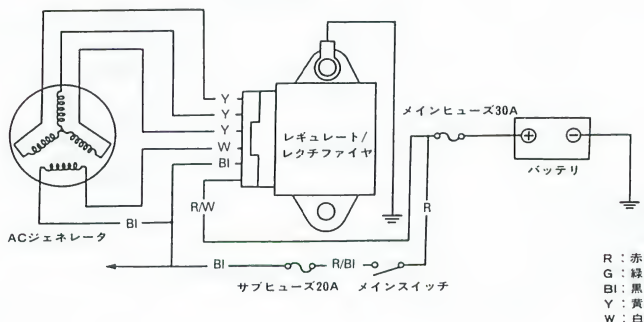 Y
Y
Y
W
Bl
R/W
レギュレート/
レクチファイヤ
メインヒューズ30A
バッテリ
R
Bl
ACジェネレータ
Bl
R/Bl
サブヒューズ20A
メインスイッチ
R：赤
G：緑
Bl：黒
Y：黄
W：白